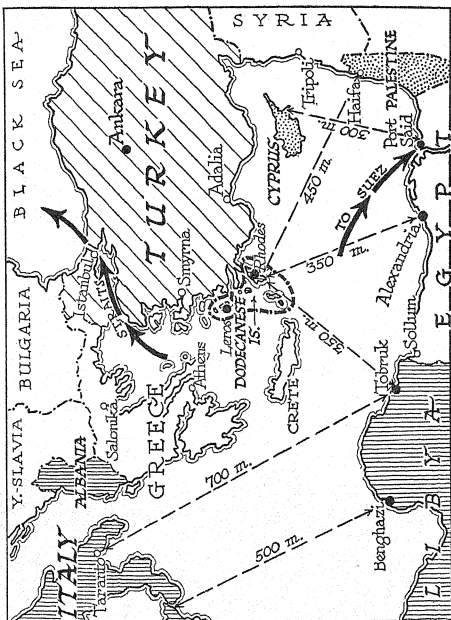 SYRIA
BLACK SEA
Tripoli
PALESTINE
Haifa
Port Said
CYPRUS
300 m.
450 m.
TO SUEZ
Ankara
TURKEY
Adalia
Rhodes
350 m.
Alexandria
EGYPT
Istanbul
STRAITS
Smyrna
Leros
DODECANESE
IS.
350 m.
Sollum
Tobruk
BULGARIA
Athens
CRETE
Salonika
GREECE
Y-SLAVIA
ALBANIA
700 m.
Benghazi
LIBYA
ITALY
Taranto
500 m.